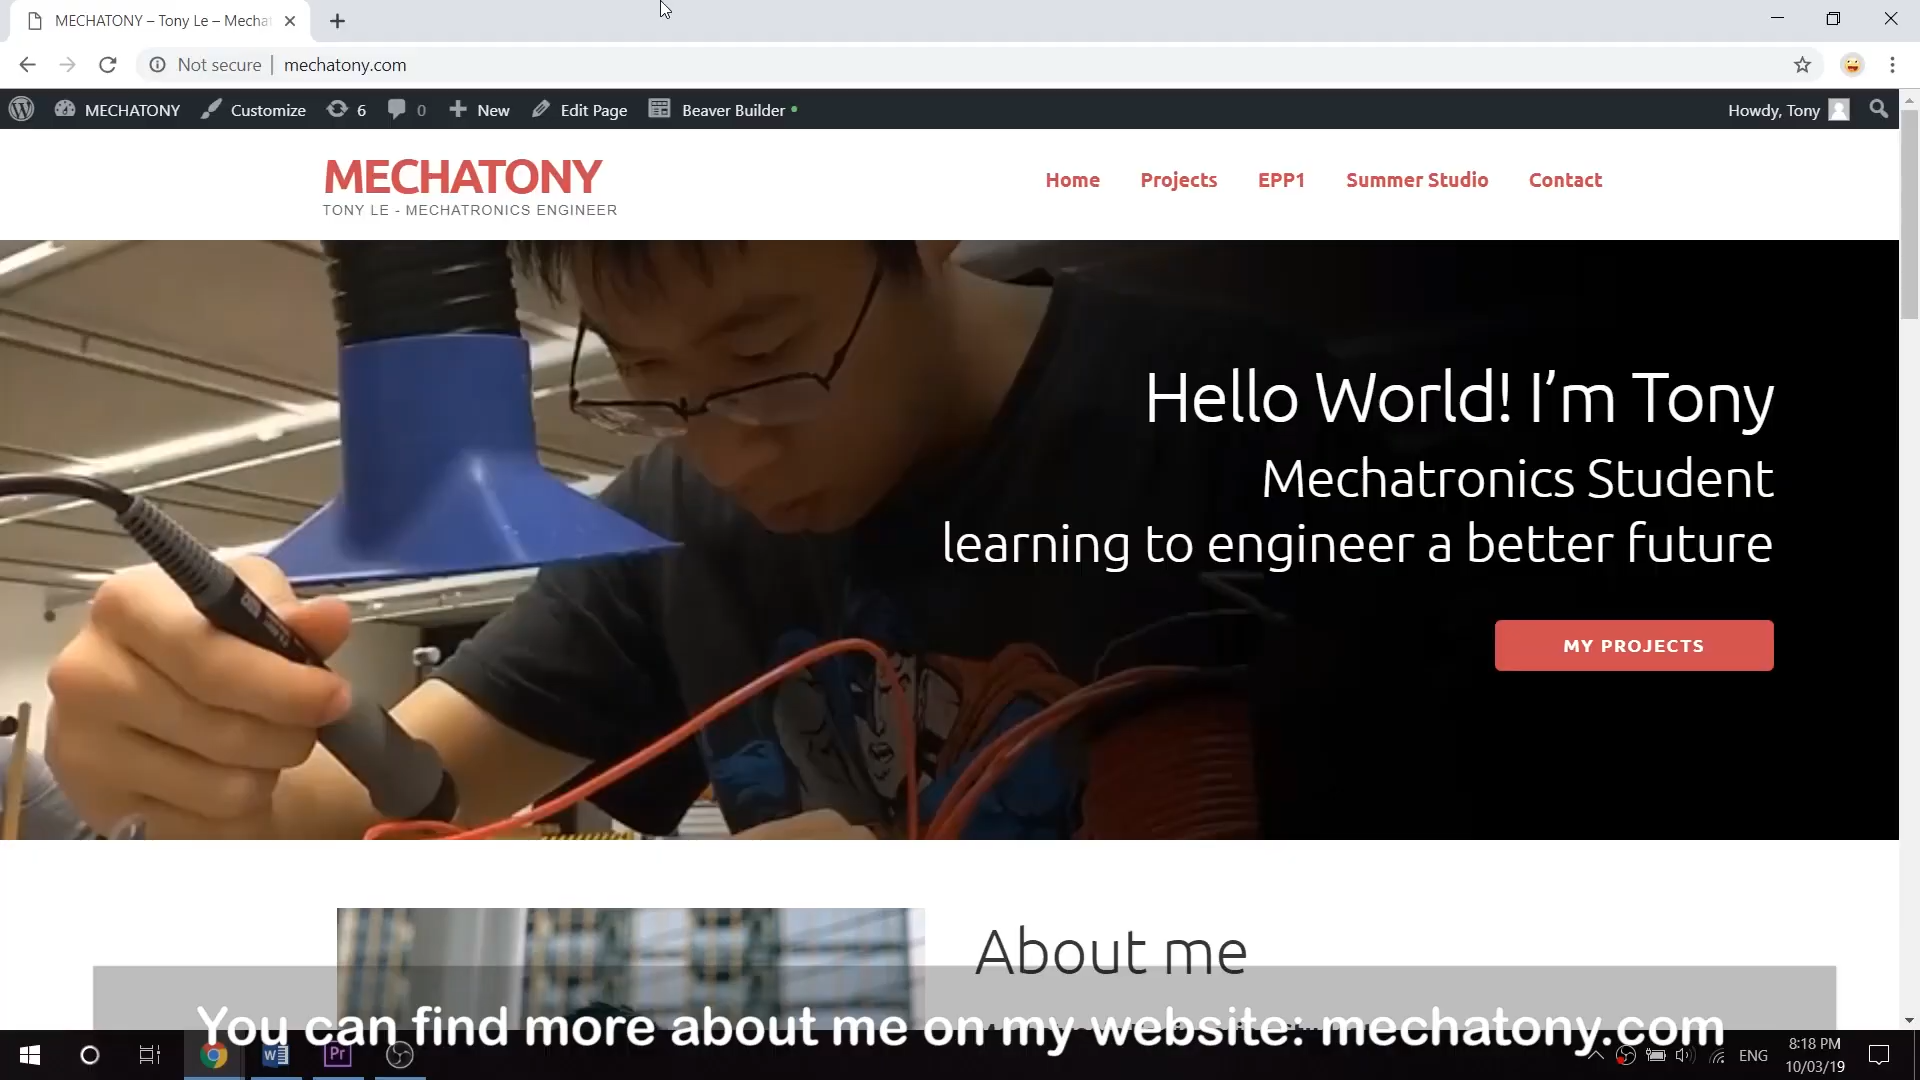 MECHATONY – Tony Le – Mecha
Not secure | mechatony.com
MECHATONY Customize 6 0 New Edit Page Beaver Builder Howdy, Tony
MECHATONY
TONY LE - MECHATRONICS ENGINEER
Home Projects EPP1 Summer Studio Contact
Hello World! I’m Tony
Mechatronics Student
learning to engineer a better future
MY PROJECTS
About me
You can find more about me on my website: mechatony.com
W Pr ENG
8:18 PM
10/03/19